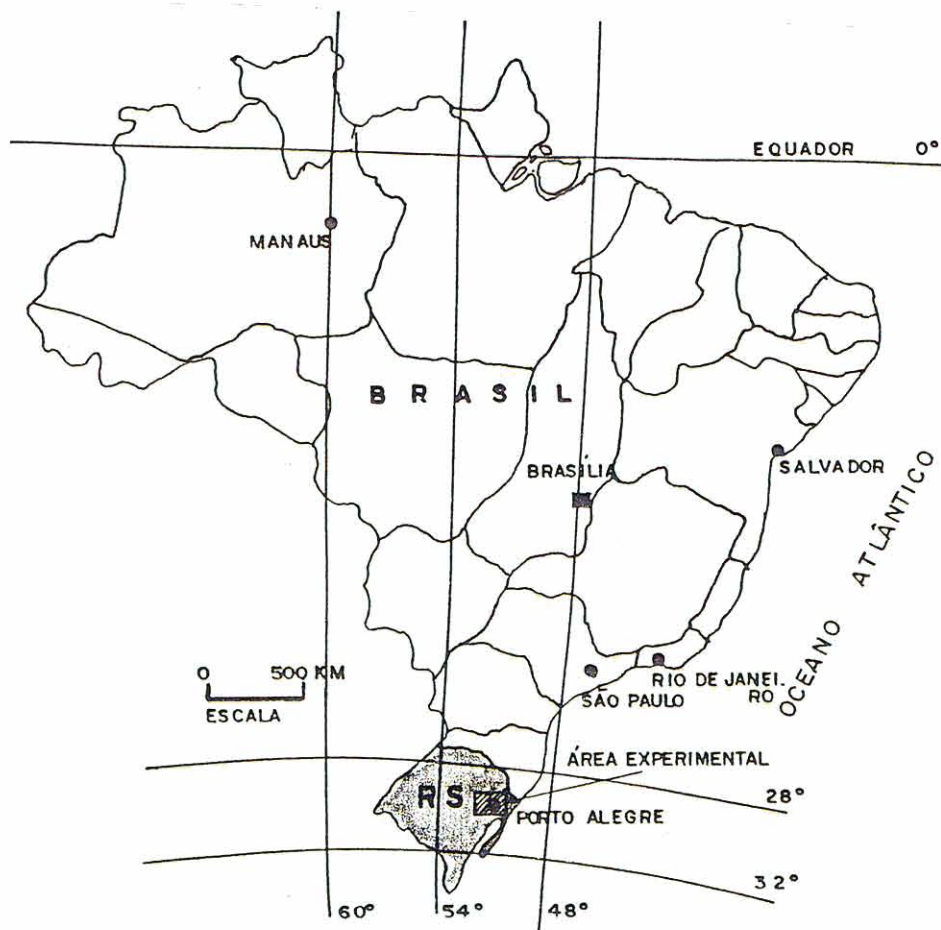 EQUADOR 0°
MANAUS
BRASIL
BRASÍLIA
SALVADOR
OCEANO ATLÂNTICO
0 500 KM
ESCALA
RIO DE JANEI-
RO
SÃO PAULO
ÁREA EXPERIMENTAL
RS
28°
PORTO ALEGRE
32°
60° 54° 48°